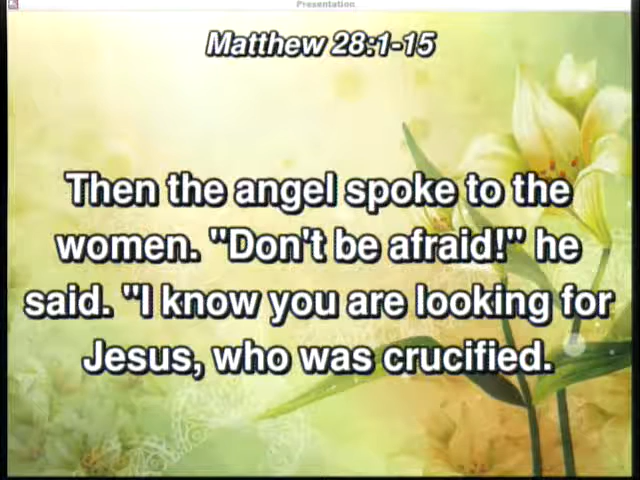 Presentation
Matthew 28:1-15
Then the angel spoke to the
women. "Don't be afraid!" he
said. "I know you are looking for
Jesus, who was crucified.